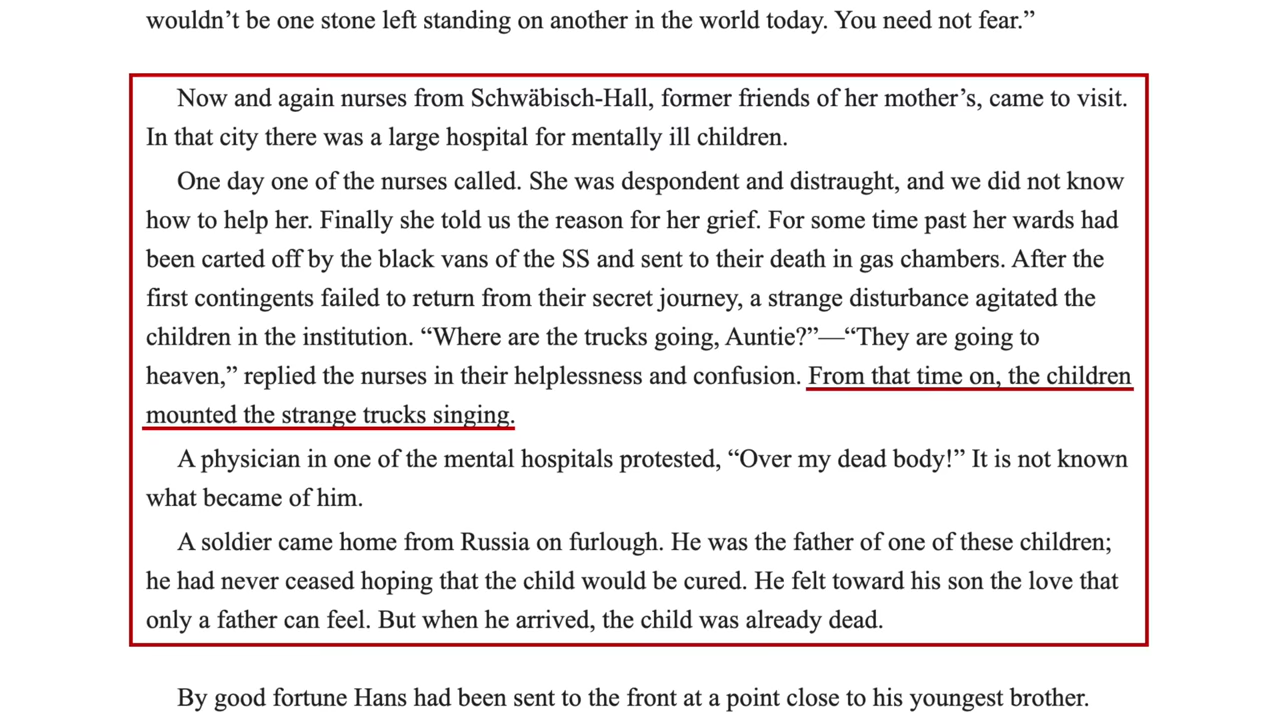 wouldn’t be one stone left standing on another in the world today. You need not fear.”
Now and again nurses from Schwäbisch-Hall, former friends of her mother’s, came to visit.
In that city there was a large hospital for mentally ill children.
One day one of the nurses called. She was despondent and distraught, and we did not know
how to help her. Finally she told us the reason for her grief. For some time past her wards had
been carted off by the black vans of the SS and sent to their death in gas chambers. After the
first contingents failed to return from their secret journey, a strange disturbance agitated the
children in the institution. “Where are the trucks going, Auntie?”—“They are going to
heaven,” replied the nurses in their helplessness and confusion. From that time on, the children
mounted the strange trucks singing.
A physician in one of the mental hospitals protested, “Over my dead body!” It is not known
what became of him.
A soldier came home from Russia on furlough. He was the father of one of these children;
he had never ceased hoping that the child would be cured. He felt toward his son the love that
only a father can feel. But when he arrived, the child was already dead.
By good fortune Hans had been sent to the front at a point close to his youngest brother.